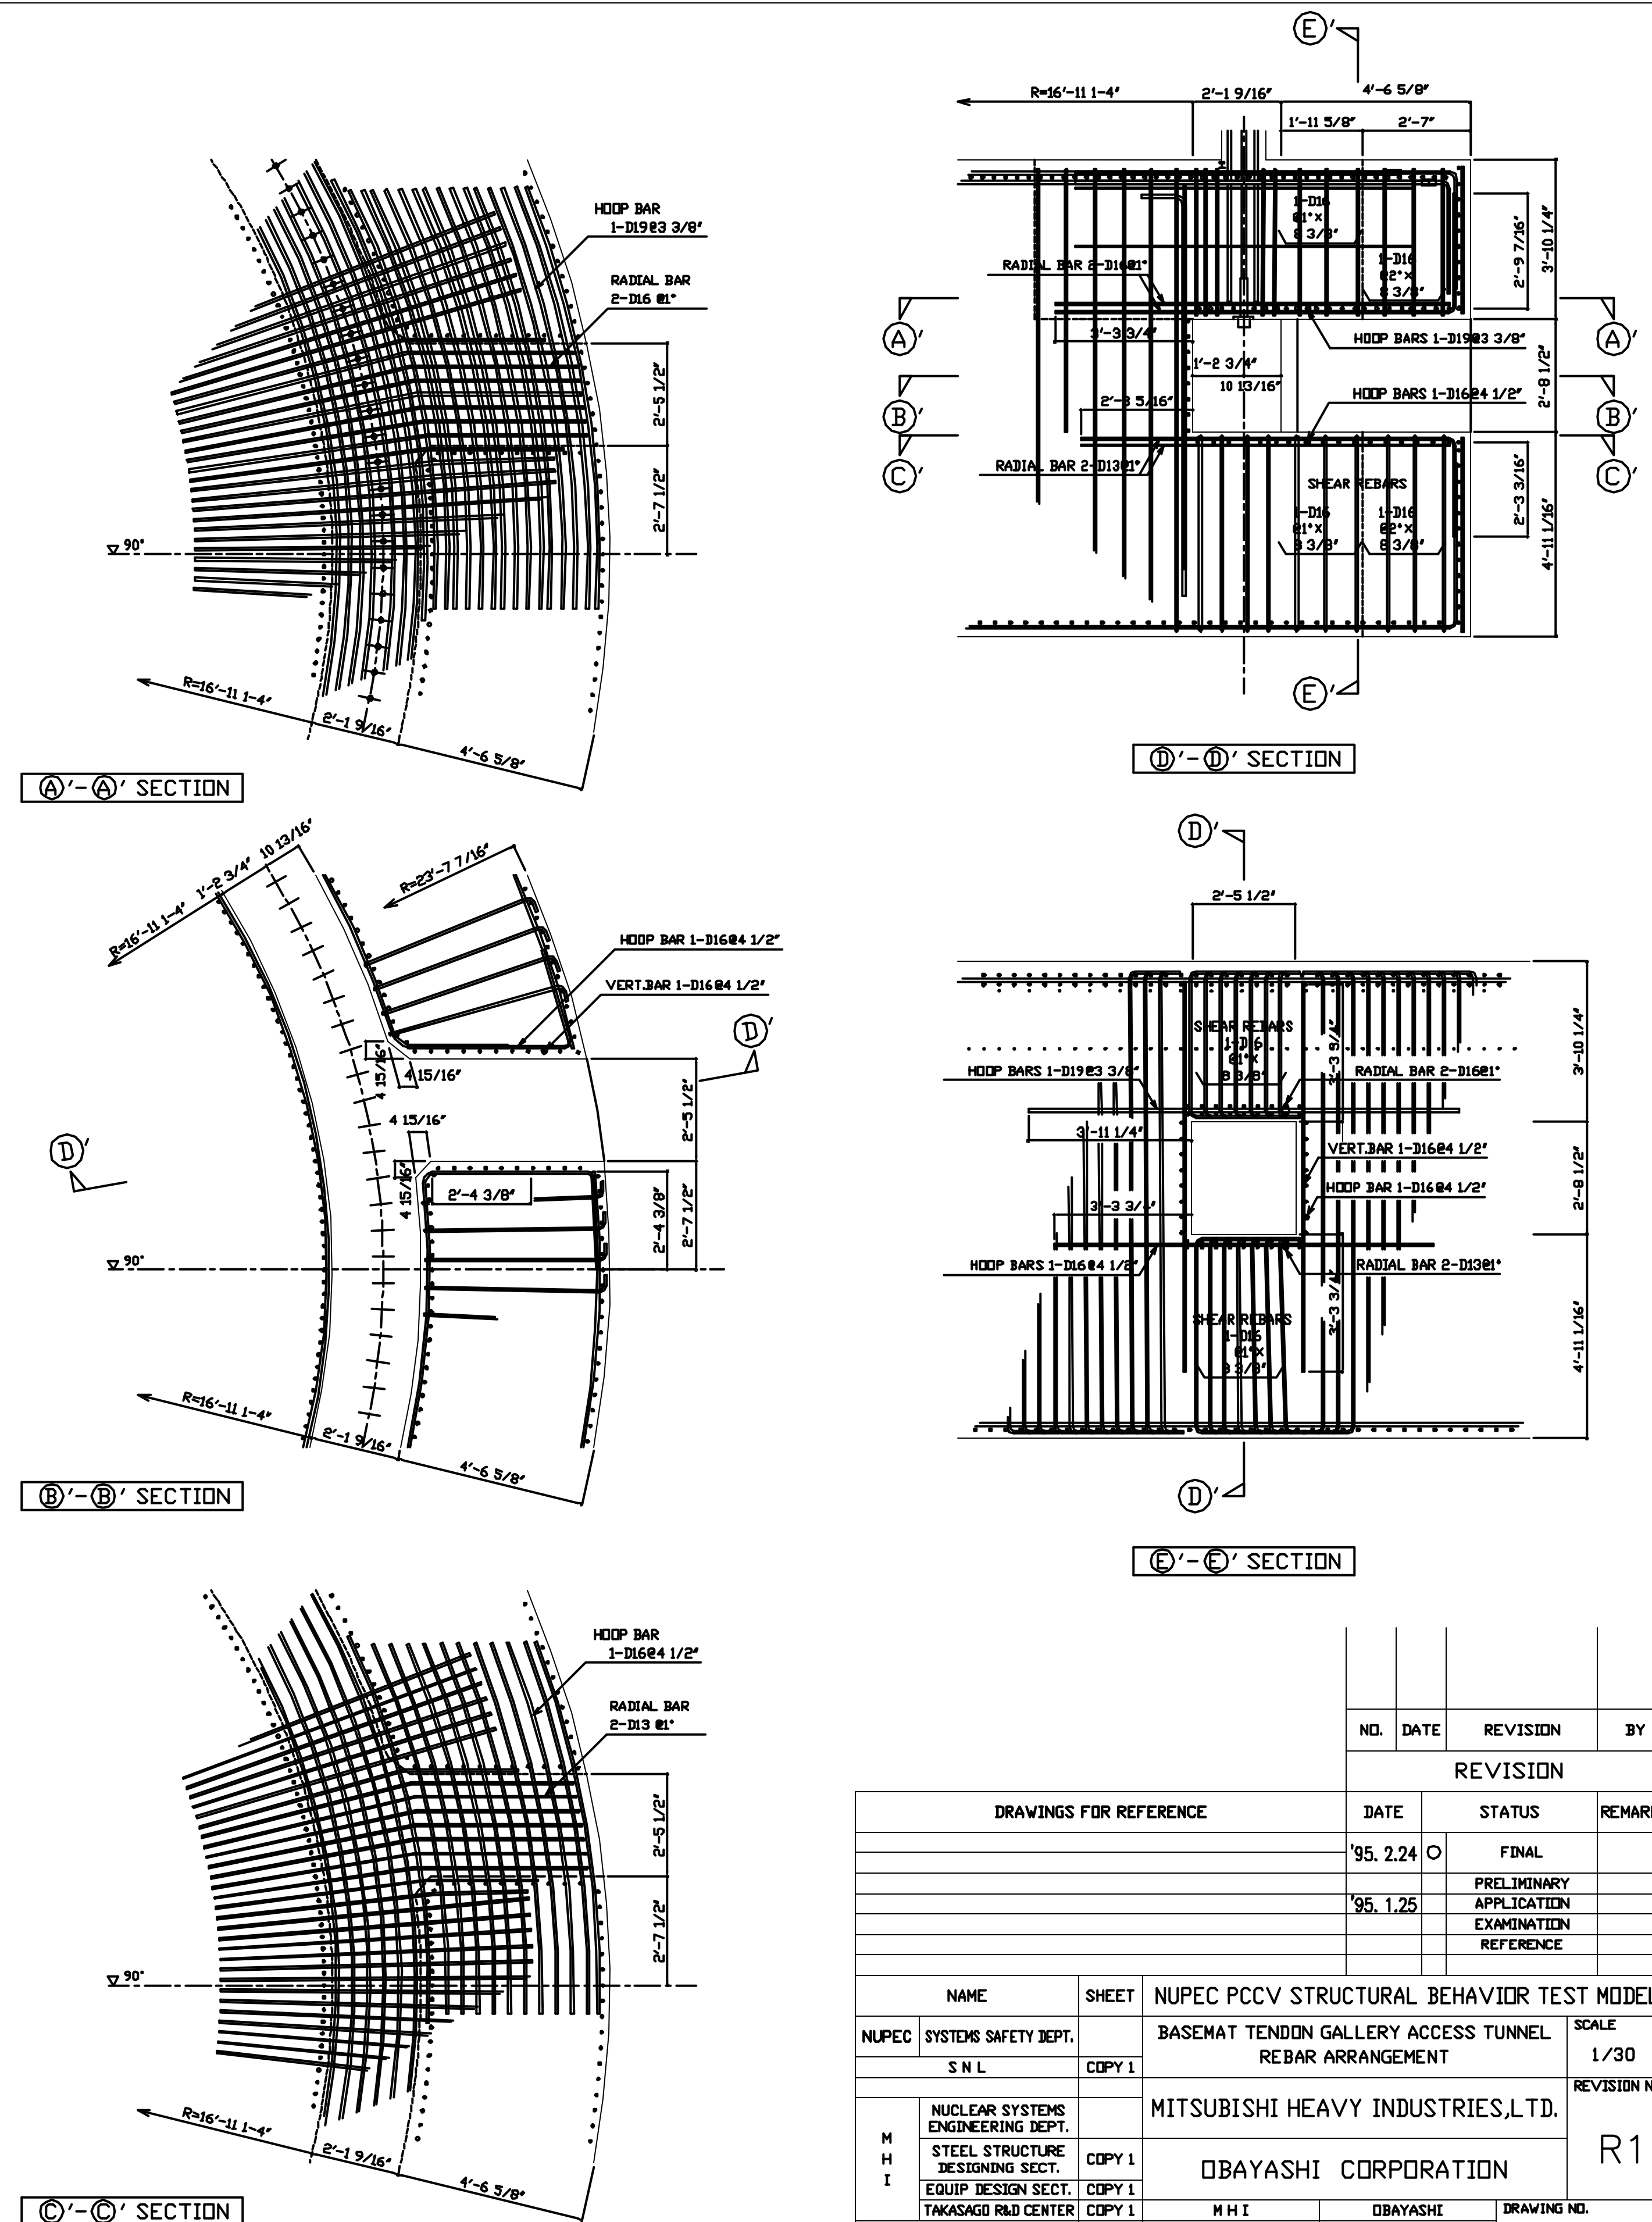 HOOP BAR
1-D19@3 3/8"
RADIAL BAR
2-D16 @1°
2'-5 1/2"
2'-7 1/2"
90°
R=16'-11 1-4"
2'-1 9/16"
4'-6 5/8"
A'-A' SECTION
E'
R=16'-11 1-4"
2'-1 9/16"
4'-6 5/8"
1'-11 5/8"
2'-7"
1-D16
@1°×
8 3/8"
1-D16
@2°×
8 3/8"
RADIAL BAR 2-D16@1°
2'-9 7/16"
3'-10 1/4"
A'
A'
3'-3 3/4"
HOOP BARS 1-D19@3 3/8"
1'-2 3/4"
10 13/16"
2'-8 1/2"
B'
B'
HOOP BARS 1-D16@4 1/2"
C'
C'
RADIAL BAR 2-D13@1°
SHEAR REBARS
1-D16
@1°×
8 3/8"
1-D16
@2°×
8 3/8"
2'-3 3/16"
4'-11 1/16"
E'
D'-D' SECTION
R=16'-11 1-4"
1'-2 3/4"
10 13/16"
R=23'-7 7/16"
HOOP BAR 1-D16@4 1/2"
VERT.BAR 1-D16@4 1/2"
D'
4 15/16"
4 15/16"
4 15/16"
4 15/16"
2'-5 1/2"
D'
2'-4 3/8"
2'-4 3/8"
2'-7 1/2"
90°
R=16'-11 1-4"
2'-1 9/16"
4'-6 5/8"
B'-B' SECTION
D'
2'-5 1/2"
SHEAR REBARS
1-D16
@1°×
8 3/8"
3'-10 1/4"
HOOP BARS 1-D19@3 3/8"
RADIAL BAR 2-D16@1°
3'-11 1/4"
VERT.BAR 1-D16@4 1/2"
HOOP BAR 1-D16@4 1/2"
2'-8 1/2"
3'-3 3/4"
HOOP BARS 1-D16@4 1/2"
RADIAL BAR 2-D13@1°
SHEAR REBARS
1-D16
@1°×
8 3/8"
4'-11 1/16"
D'
E'-E' SECTION
HOOP BAR
1-D16@4 1/2"
RADIAL BAR
2-D13 @1°
2'-5 1/2"
2'-7 1/2"
90°
R=16'-11 1-4"
2'-1 9/16"
4'-6 5/8"
C'-C' SECTION
NO. DATE REVISION BY
REVISION
DRAWINGS FOR REFERENCE DATE STATUS
'95. 2.24 O FINAL
PRELIMINARY
'95. 1.25 APPLICATION
EXAMINATION
REFERENCE
NAME SHEET NUPEC PCCV STRUCTURAL BEHAVIOR TEST MODEL
NUPEC SYSTEMS SAFETY DEPT. BASEMAT TENDON GALLERY ACCESS TUNNEL SCALE
REBAR ARRANGEMENT 1/30
SNL COPY 1
REVISION N
MHI
NUCLEAR SYSTEMS
ENGINEERING DEPT.
MITSUBISHI HEAVY INDUSTRIES,LTD.
R1
STEEL STRUCTURE
DESIGNING SECT. COPY 1
OBAYASHI CORPORATION
EQUIP DESIGN SECT. COPY 1
TAKASAGO R&D CENTER COPY 1 MHI OBAYASHI DRAWING NO.